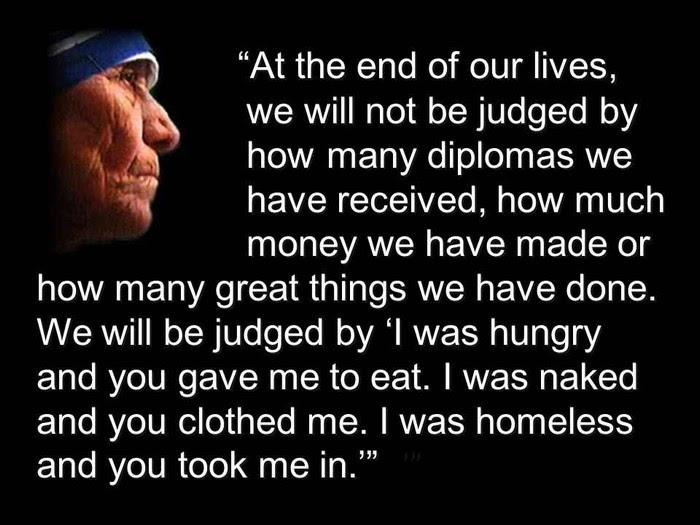 “At the end of our lives,
we will not be judged by
how many diplomas we
have received, how much
money we have made or
how many great things we have done.
We will be judged by ‘I was hungry
and you gave me to eat. I was naked
and you clothed me. I was homeless
and you took me in.’”